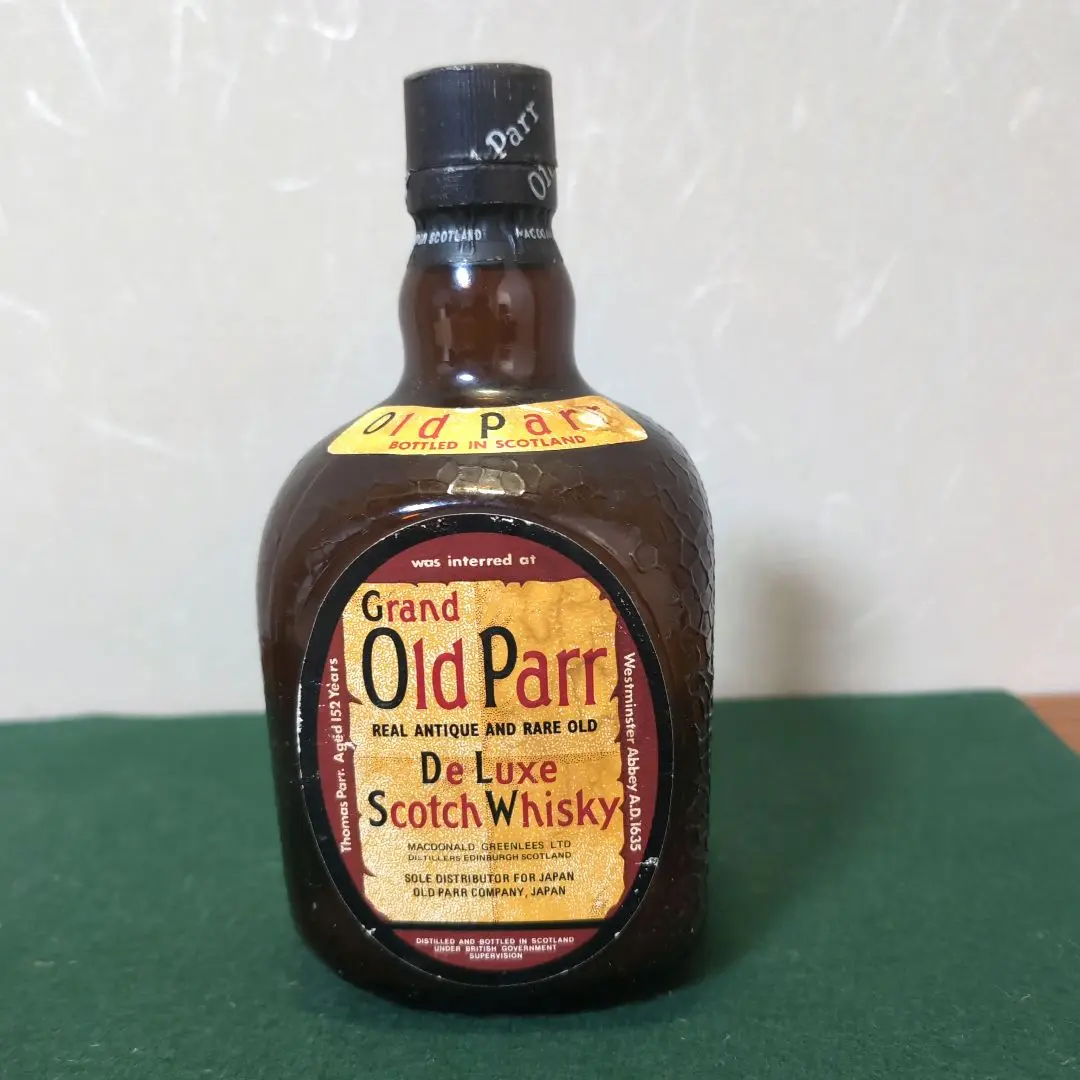 Parr
Old
SCOTLAND
Old Parr
BOTTLED IN SCOTLAND
was interred at
Thomas Parr. Aged 152 Years
Westminster Abbey A.D. 1635
Grand
Old Parr
REAL ANTIQUE AND RARE OLD
De Luxe
Scotch Whisky
MACDONALD GREENLEES LTD
DISTILLERS EDINBURGH SCOTLAND
SOLE DISTRIBUTOR FOR JAPAN
OLD PARR COMPANY, JAPAN
DISTILLED AND BOTTLED IN SCOTLAND
UNDER BRITISH GOVERNMENT
SUPERVISION